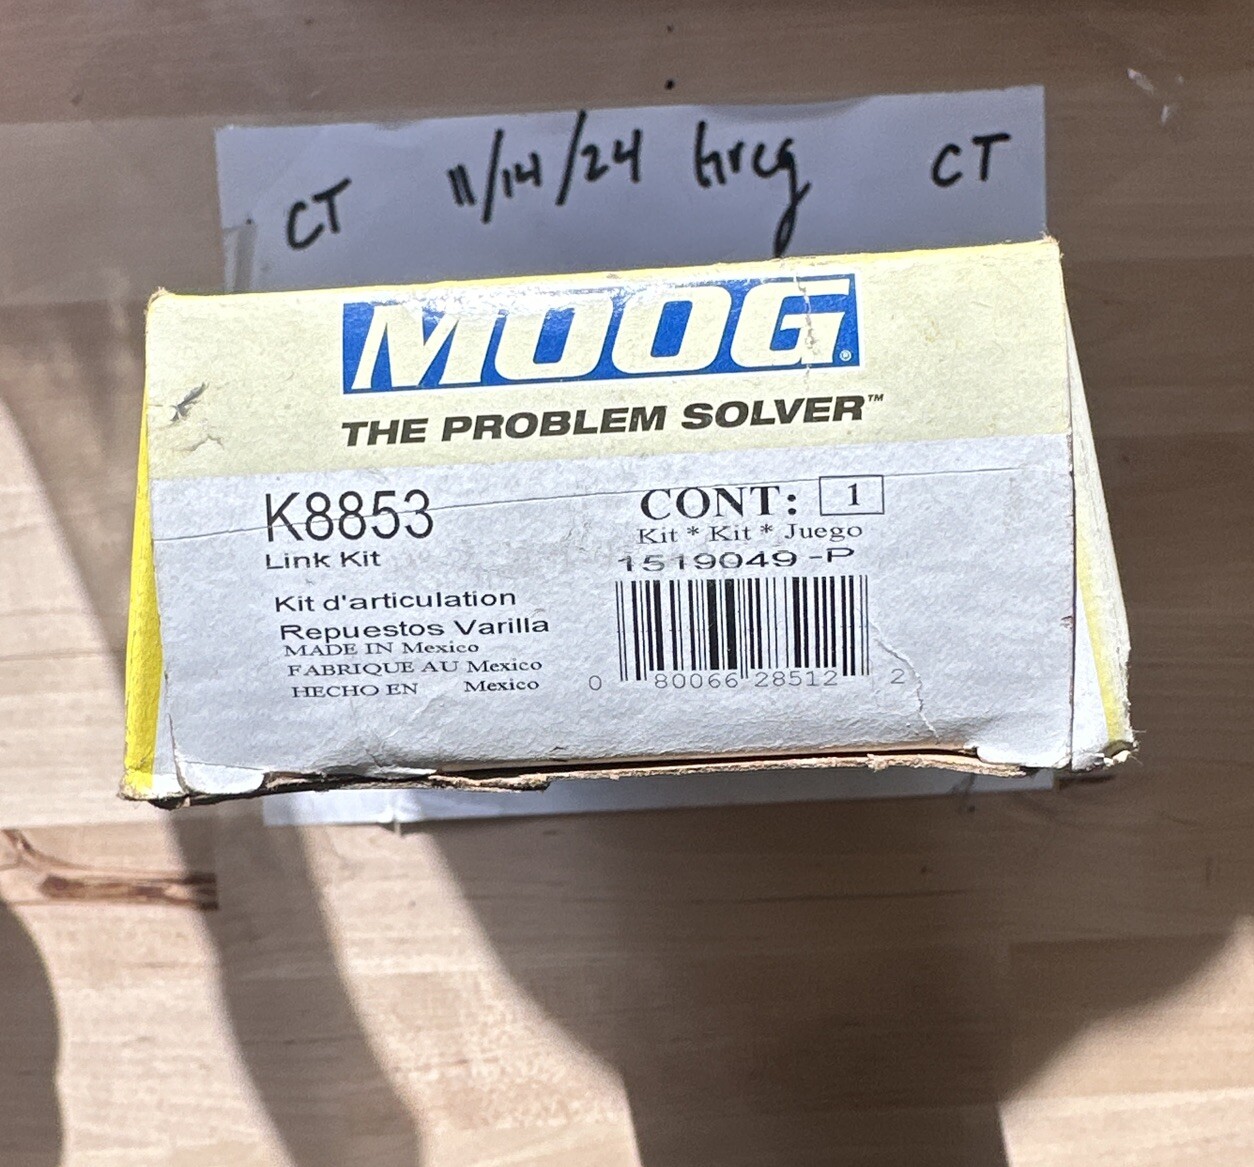 CT 11/14/24 Greg CT
MOOG®
THE PROBLEM SOLVER™
K8853
Link Kit
Kit d'articulation
Repuestos Varilla
MADE IN Mexico
FABRIQUE AU Mexico
HECHO EN Mexico
CONT: 1
Kit * Kit * Juego
1519049-P
0 80066 28512 2